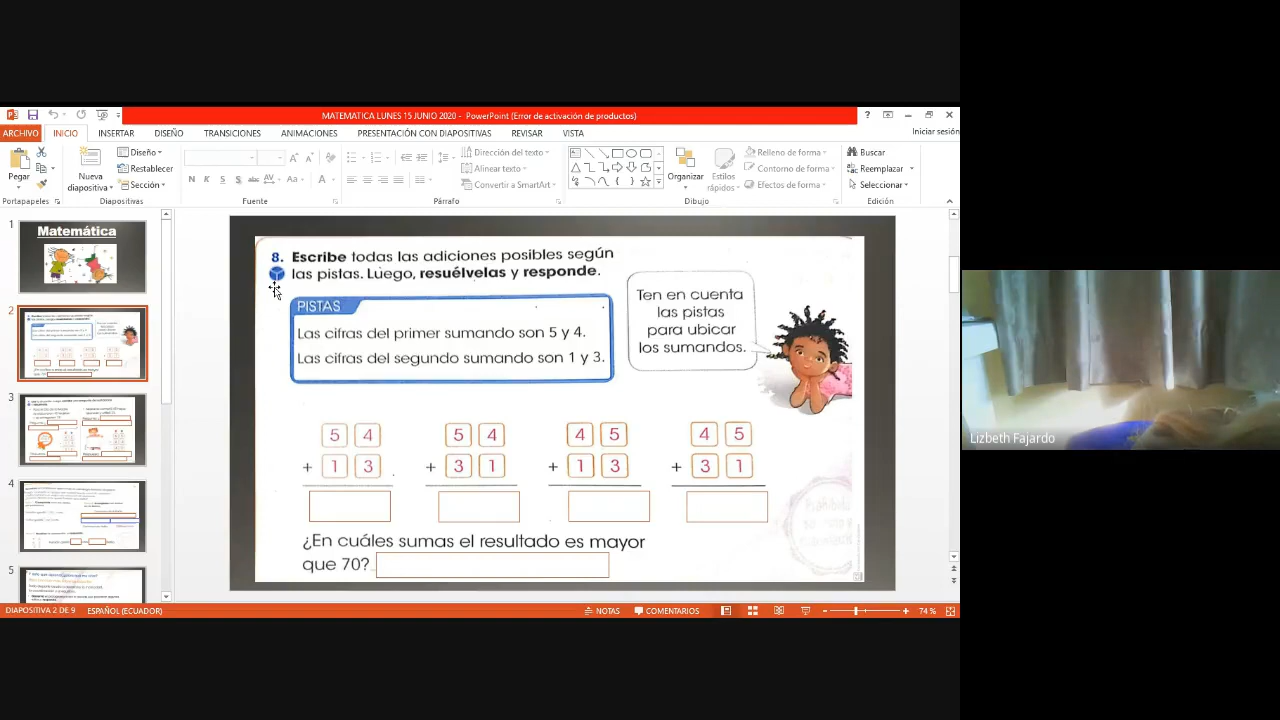 MATEMATICA LUNES 15 JUNIO 2020 - PowerPoint (Error de activación de productos)
ARCHIVO INICIO INSERTAR DISEÑO TRANSICIONES ANIMACIONES PRESENTACIÓN CON DIAPOSITIVAS REVISAR VISTA Iniciar sesión
Pegar
Nueva diapositiva
Diseño
Restablecer
Sección
Dirección del texto
Alinear texto
Convertir a SmartArt
Organizar
Estilos rápidos
Relleno de forma
Contorno de forma
Efectos de forma
Buscar
Reemplazar
Seleccionar
Portapapeles Diapositivas Fuente Párrafo Dibujo Edición
1
Matemática
2
3
4
5
8. Escribe todas las adiciones posibles según
las pistas. Luego, resuélvelas y responde.
PISTAS
Las cifras del primer sumando son 5 y 4.
Las cifras del segundo sumando son 1 y 3.
Ten en cuenta
las pistas
para ubicar
los sumandos.
5 4 5 4 4 5 4 5
+ 1 3 + 3 1 + 1 3 + 3 1
¿En cuáles sumas el resultado es mayor
que 70?
Lizbeth Fajardo
DIAPOSITIVA 2 DE 9 ESPAÑOL (ECUADOR) NOTAS COMENTARIOS 74 %